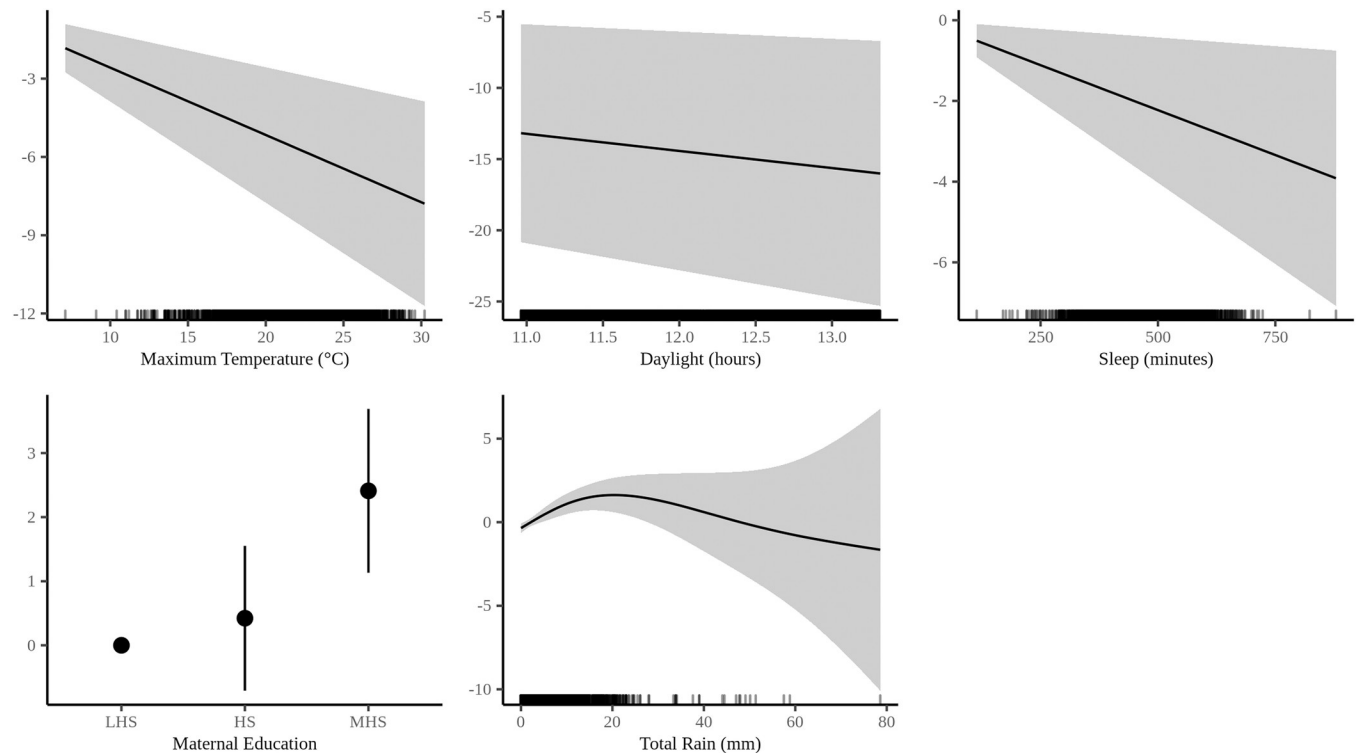 -3
-6
-9
-12
10 15 20 25 30
Maximum Temperature (°C)
-5
-10
-15
-20
-25
11.0 11.5 12.0 12.5 13.0
Daylight (hours)
0
-2
-4
-6
250 500 750
Sleep (minutes)
3
2
1
0
LHS HS MHS
Maternal Education
5
0
-5
-10
0 20 40 60 80
Total Rain (mm)